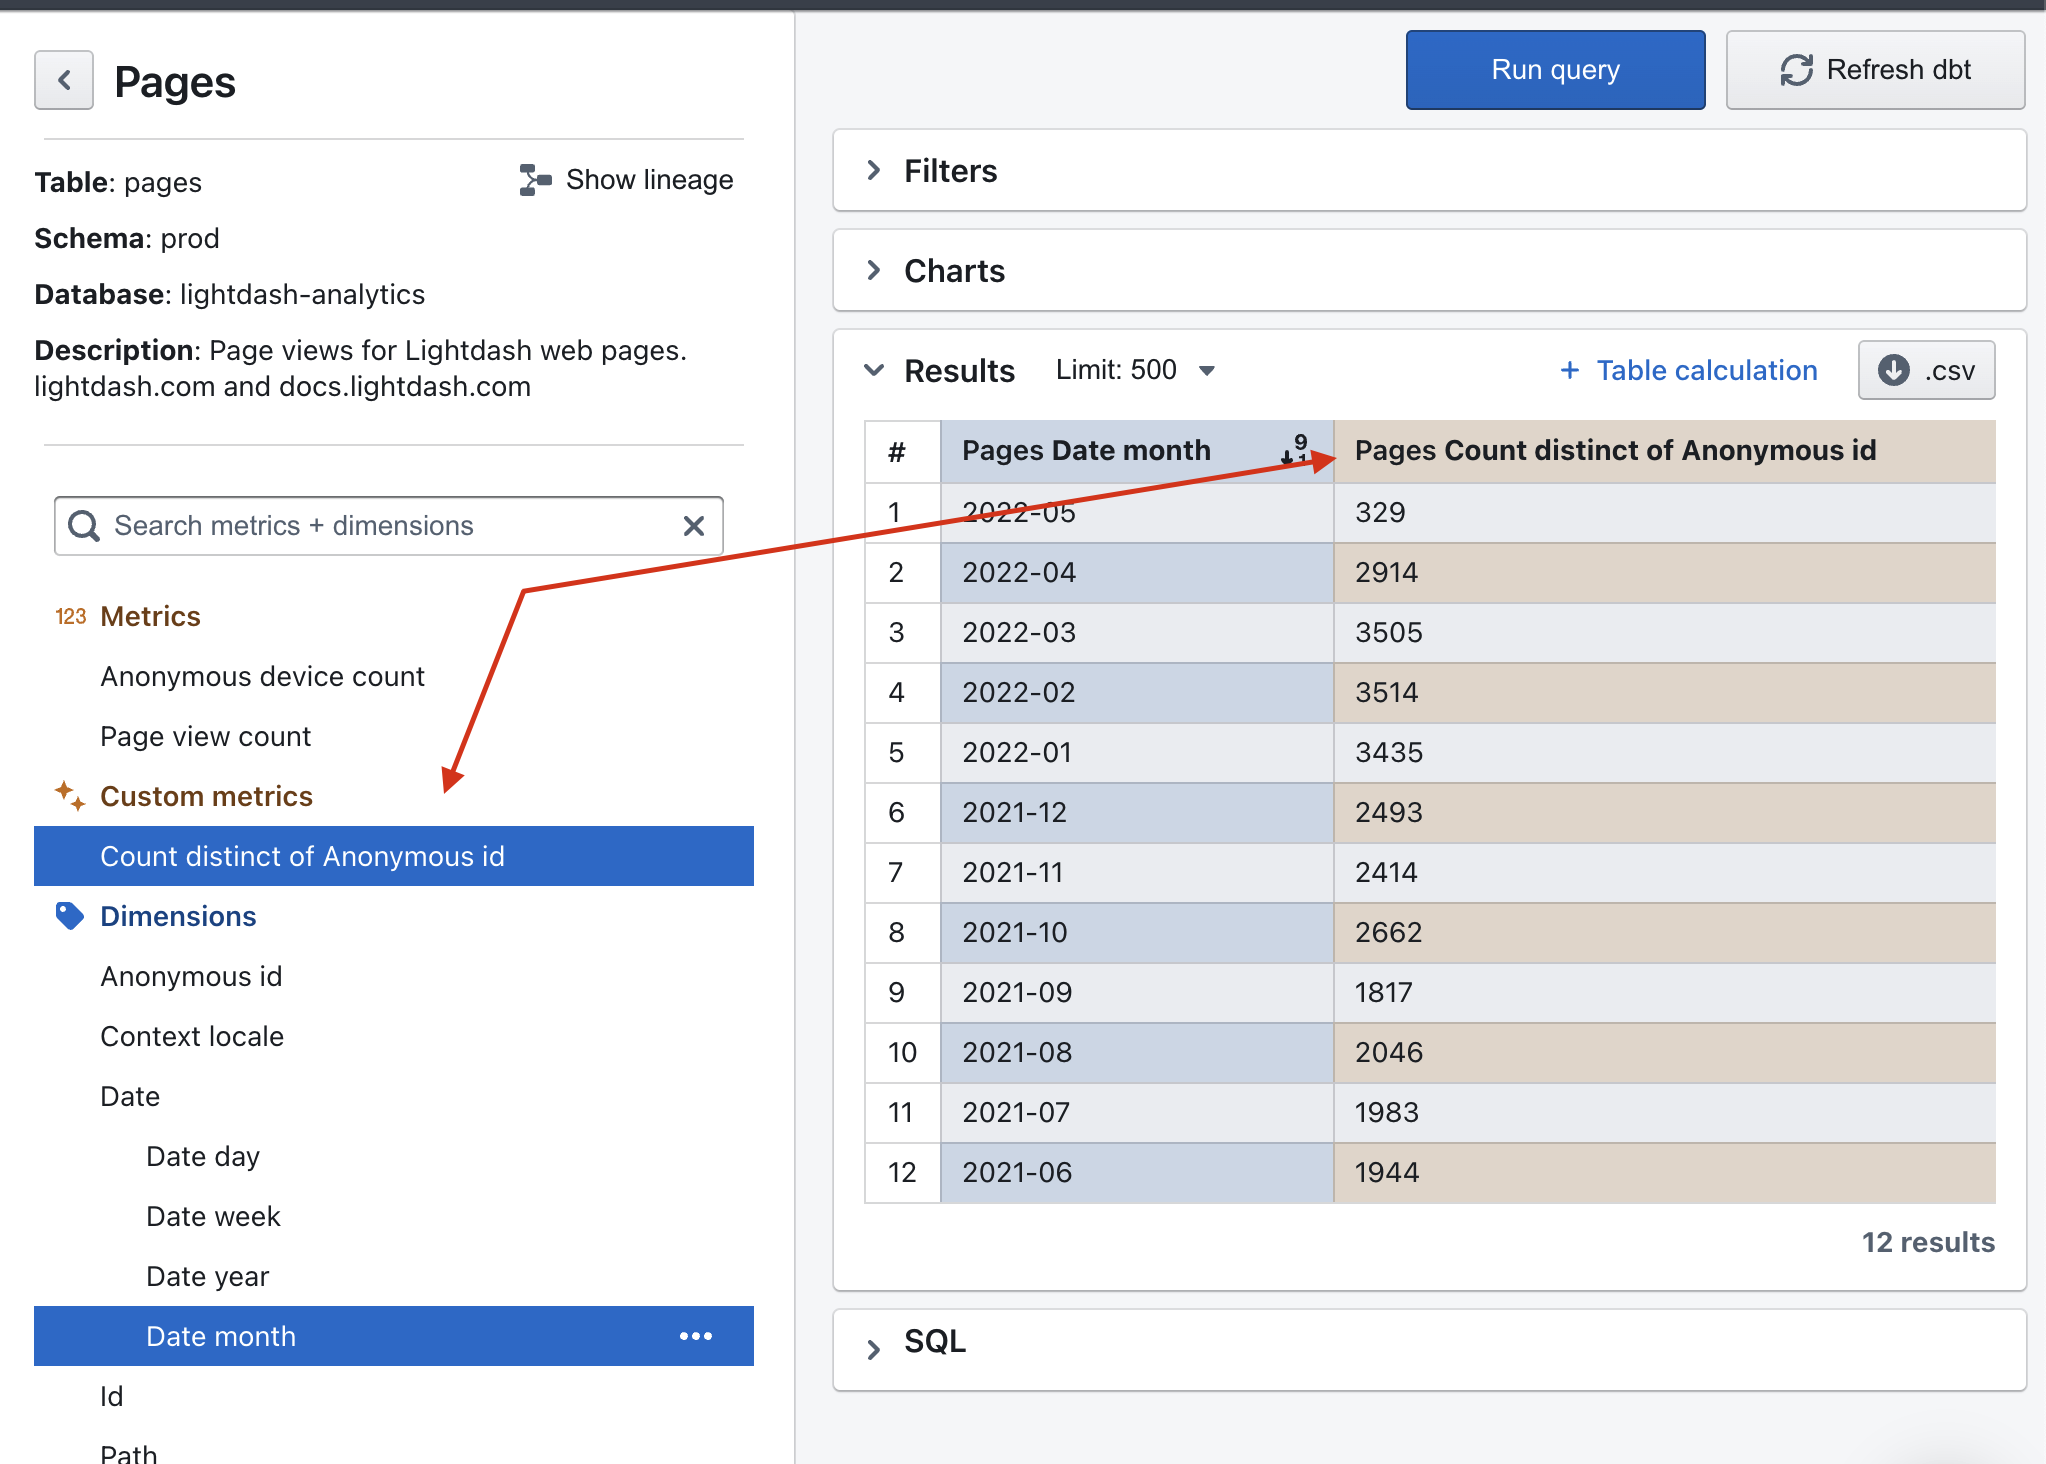 Pages
Table: pages
Show lineage
Schema: prod
Database: lightdash-analytics
Description: Page views for Lightdash web pages.
lightdash.com and docs.lightdash.com
Search metrics + dimensions
123 Metrics
Anonymous device count
Page view count
Custom metrics
Count distinct of Anonymous id
Dimensions
Anonymous id
Context locale
Date
Date day
Date week
Date year
Date month
Id
Path
Run query
Refresh dbt
Filters
Charts
Results Limit: 500
+ Table calculation
.csv
# Pages Date month Pages Count distinct of Anonymous id
1 2022-05 329
2 2022-04 2914
3 2022-03 3505
4 2022-02 3514
5 2022-01 3435
6 2021-12 2493
7 2021-11 2414
8 2021-10 2662
9 2021-09 1817
10 2021-08 2046
11 2021-07 1983
12 2021-06 1944
12 results
SQL